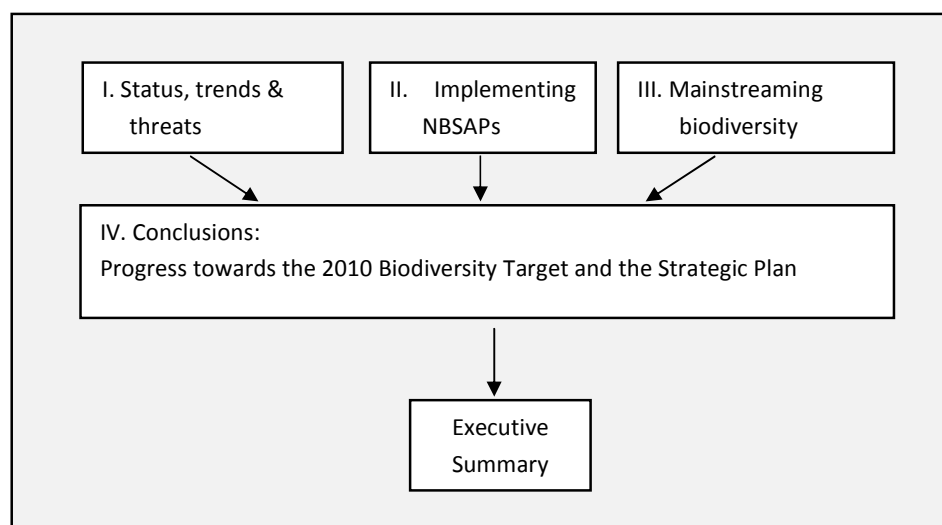 I. Status, trends &
threats
II. Implementing
NBSAPs
III. Mainstreaming
biodiversity
IV. Conclusions:
Progress towards the 2010 Biodiversity Target and the Strategic Plan
Executive
Summary